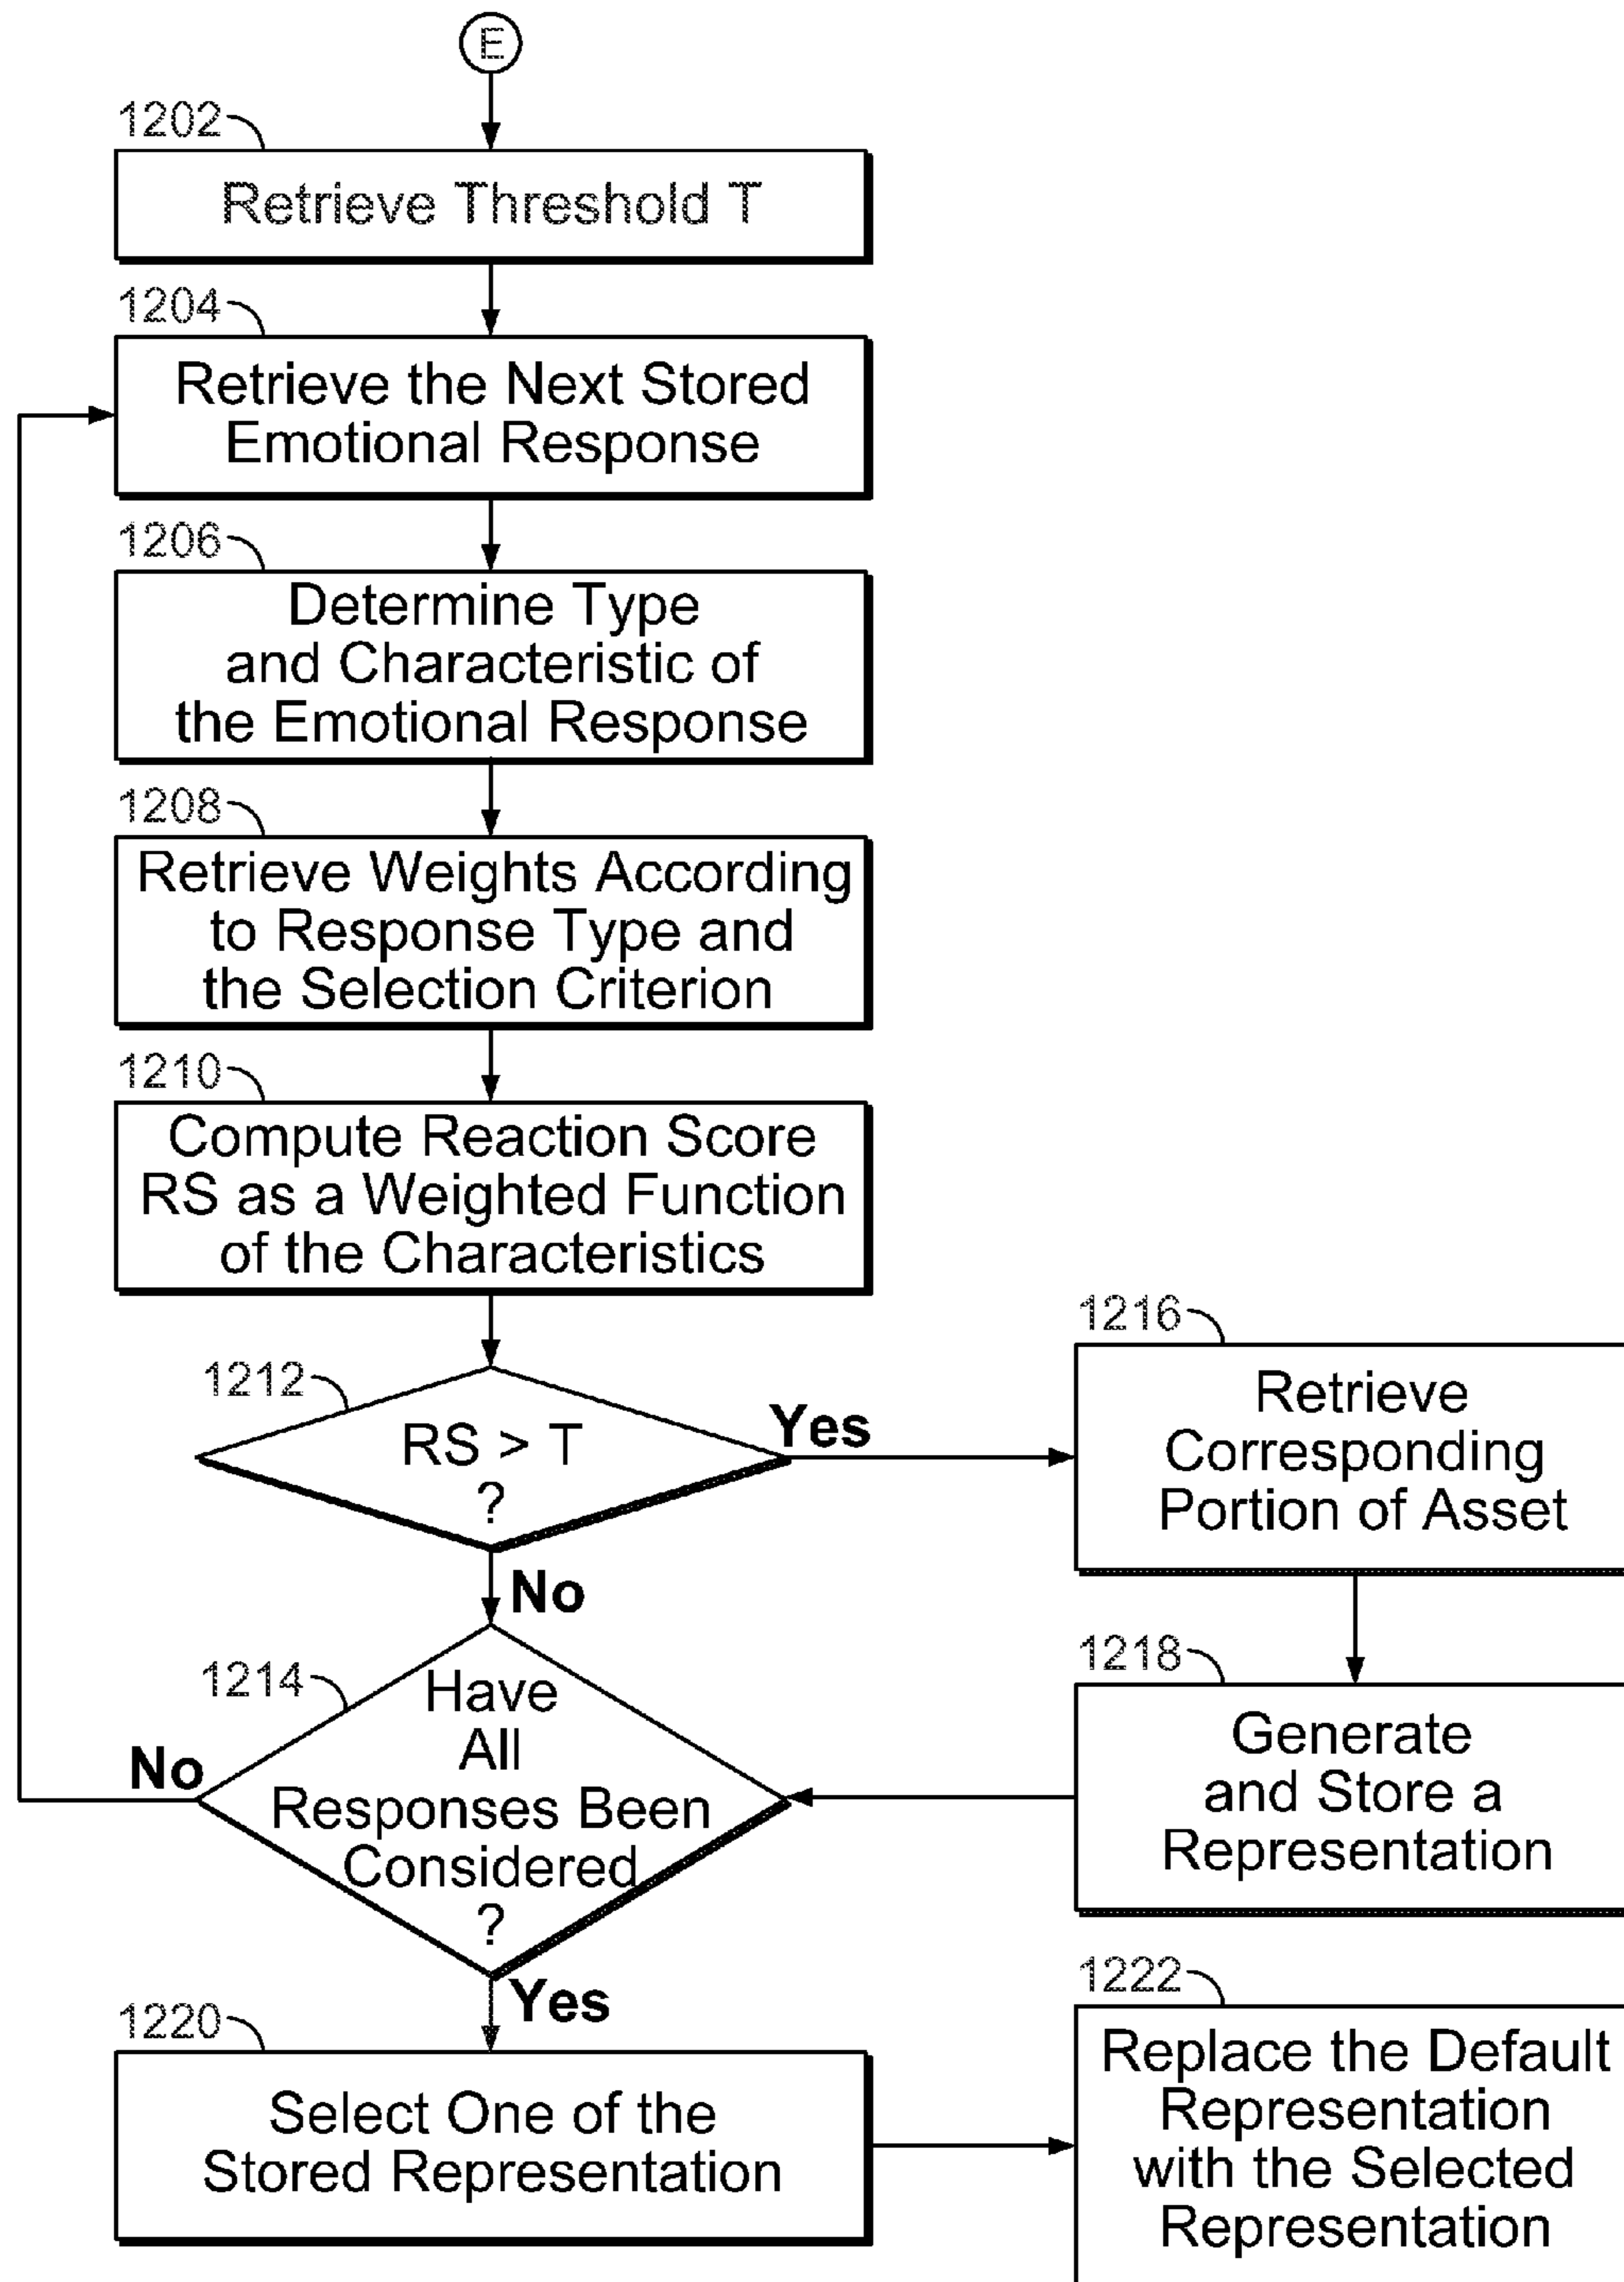 E
1202
Retrieve Threshold T
1204
Retrieve the Next Stored
Emotional Response
1206
Determine Type
and Characteristic of
the Emotional Response
1208
Retrieve Weights According
to Response Type and
the Selection Criterion
1210
Compute Reaction Score
RS as a Weighted Function
of the Characteristics
1212
RS > T
?
Yes
No
1216
Retrieve
Corresponding
Portion of Asset
1218
Generate
and Store a
Representation
1214
Have
All
Responses Been
Considered
?
No
Yes
1220
Select One of the
Stored Representation
1222
Replace the Default
Representation
with the Selected
Representation